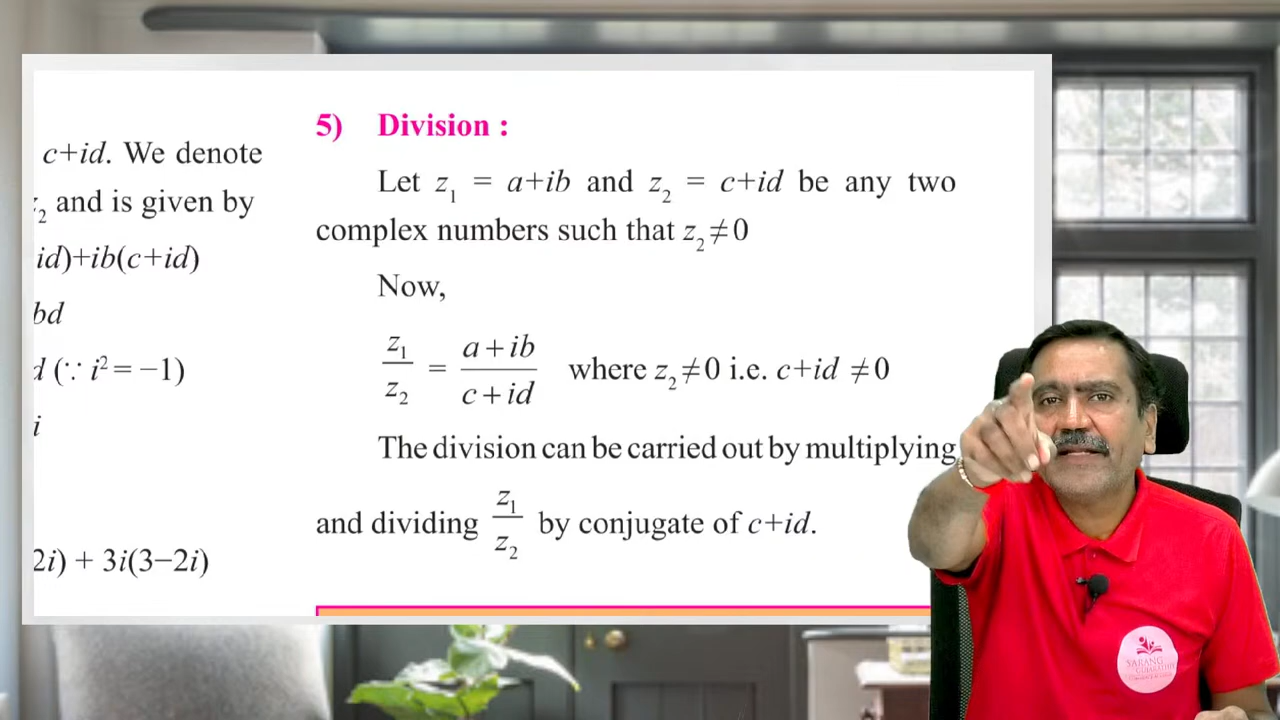 c+id. We denote
z₂ and is given by
id)+ib(c+id)
bd
d (∵ i² = −1)
i
2i) + 3i(3−2i)
5) Division :
Let z₁ = a+ib and z₂ = c+id be any two
complex numbers such that z₂≠0
Now,
z₁/z₂ = a+ib/c+id where z₂≠0 i.e. c+id ≠0
The division can be carried out by multiplying
and dividing z₁/z₂ by conjugate of c+id.
SARANG